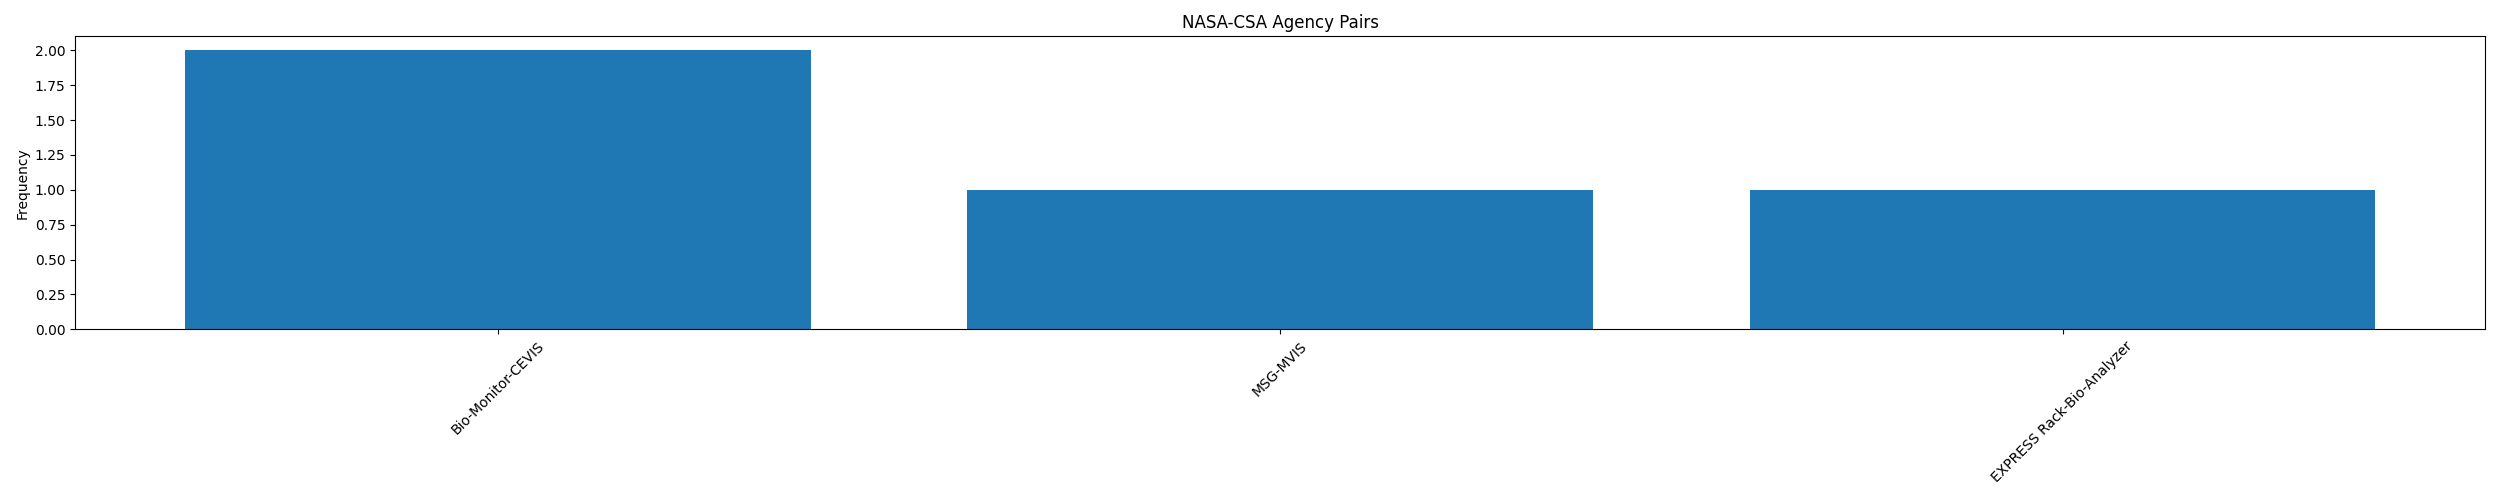 NASA-CSA Agency Pairs
Frequency
2.00
1.75
1.50
1.25
1.00
0.75
0.50
0.25
0.00
Bio-Monitor-CEVIS
MSG-MVIS
EXPRESS Rack-Bio-Analyzer